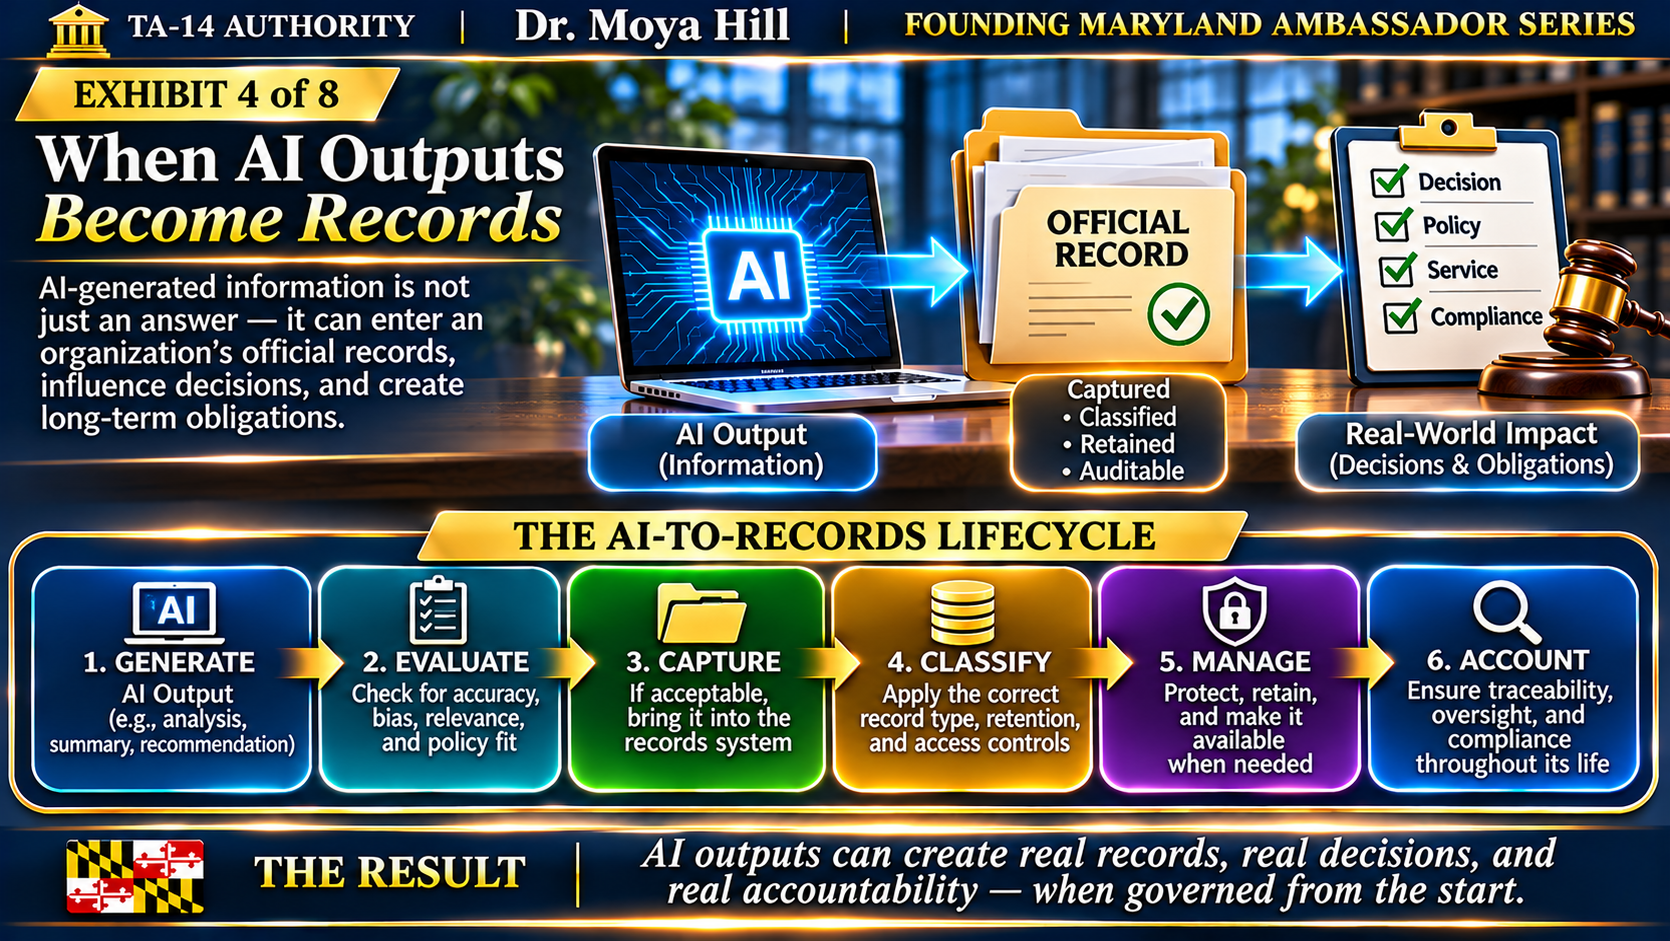 TA-14 AUTHORITY
Dr. Moya Hill
FOUNDING MARYLAND AMBASSADOR SERIES
EXHIBIT 4 of 8
When AI Outputs
Become Records
AI-generated information is not
just an answer — it can enter an
organization's official records,
influence decisions, and create
long-term obligations.
AI
AI Output
(Information)
OFFICIAL
RECORD
Captured
• Classified
• Retained
• Auditable
Decision
Policy
Service
Compliance
Real-World Impact
(Decisions & Obligations)
THE AI-TO-RECORDS LIFECYCLE
AI
1. GENERATE
AI Output
(e.g., analysis,
summary, recommendation)
2. EVALUATE
Check for accuracy,
bias, relevance,
and policy fit
3. CAPTURE
If acceptable,
bring it into the
records system
4. CLASSIFY
Apply the correct
record type, retention,
and access controls
5. MANAGE
Protect, retain,
and make it
available
when needed
6. ACCOUNT
Ensure traceability,
oversight, and
compliance
throughout its life
THE RESULT
AI outputs can create real records, real decisions, and
real accountability — when governed from the start.